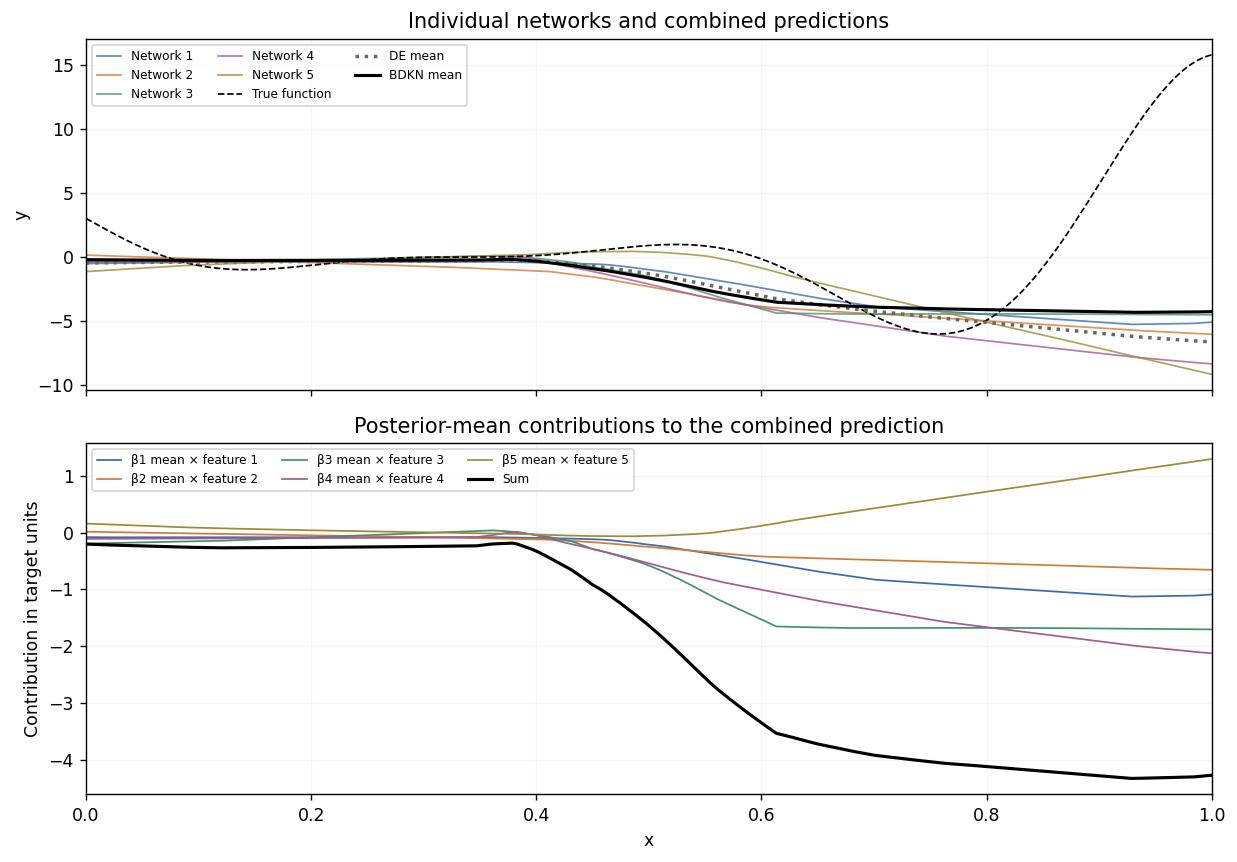 Individual networks and combined predictions
Network 1
Network 2
Network 3
Network 4
Network 5
True function
DE mean
BDKN mean
15
10
5
0
−5
−10
y
Posterior-mean contributions to the combined prediction
β1 mean × feature 1
β2 mean × feature 2
β3 mean × feature 3
β4 mean × feature 4
β5 mean × feature 5
Sum
1
0
−1
−2
−3
−4
Contribution in target units
0.0
0.2
0.4
0.6
0.8
1.0
x